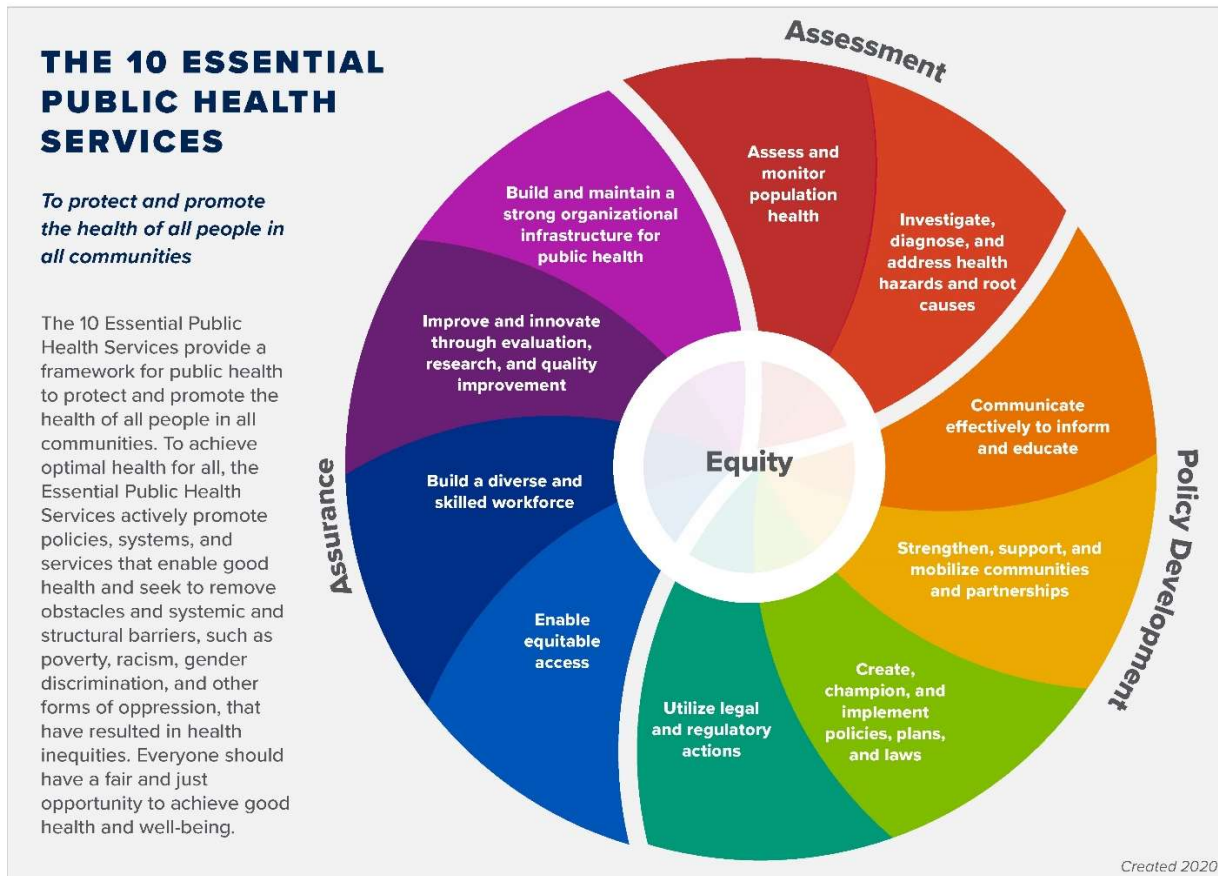 THE 10 ESSENTIAL
PUBLIC HEALTH
SERVICES
To protect and promote
the health of all people in
all communities
The 10 Essential Public
Health Services provide a
framework for public health
to protect and promote the
health of all people in all
communities. To achieve
optimal health for all, the
Essential Public Health
Services actively promote
policies, systems, and
services that enable good
health and seek to remove
obstacles and systemic and
structural barriers, such as
poverty, racism, gender
discrimination, and other
forms of oppression, that
have resulted in health
inequities. Everyone should
have a fair and just
opportunity to achieve good
health and well-being.
Assessment
Assess and
monitor
population
health
Investigate,
diagnose, and
address health
hazards and root
causes
Policy Development
Communicate
effectively to inform
and educate
Strengthen, support, and
mobilize communities
and partnerships
Create,
champion, and
implement
policies, plans,
and laws
Utilize legal
and regulatory
actions
Assurance
Enable
equitable
access
Build a diverse and
skilled workforce
Improve and innovate
through evaluation,
research, and quality
improvement
Build and maintain a
strong organizational
infrastructure for
public health
Equity
Created 2020